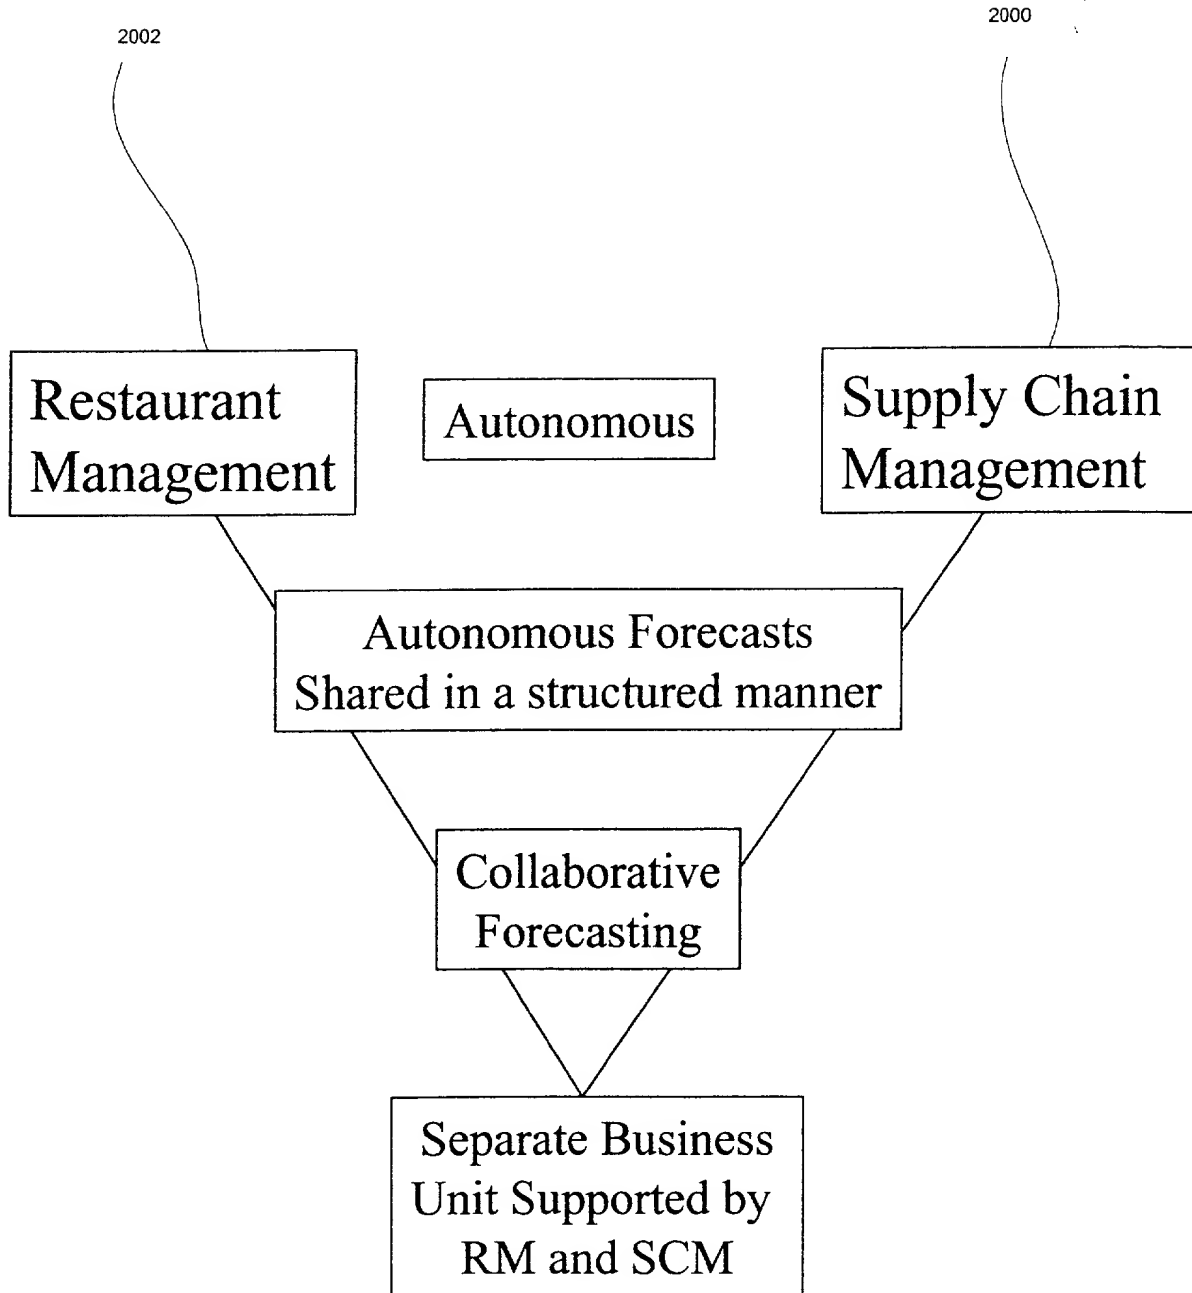 2002
2000
Restaurant
Management
Autonomous
Supply Chain
Management
Autonomous Forecasts
Shared in a structured manner
Collaborative
Forecasting
Separate Business
Unit Supported by
RM and SCM